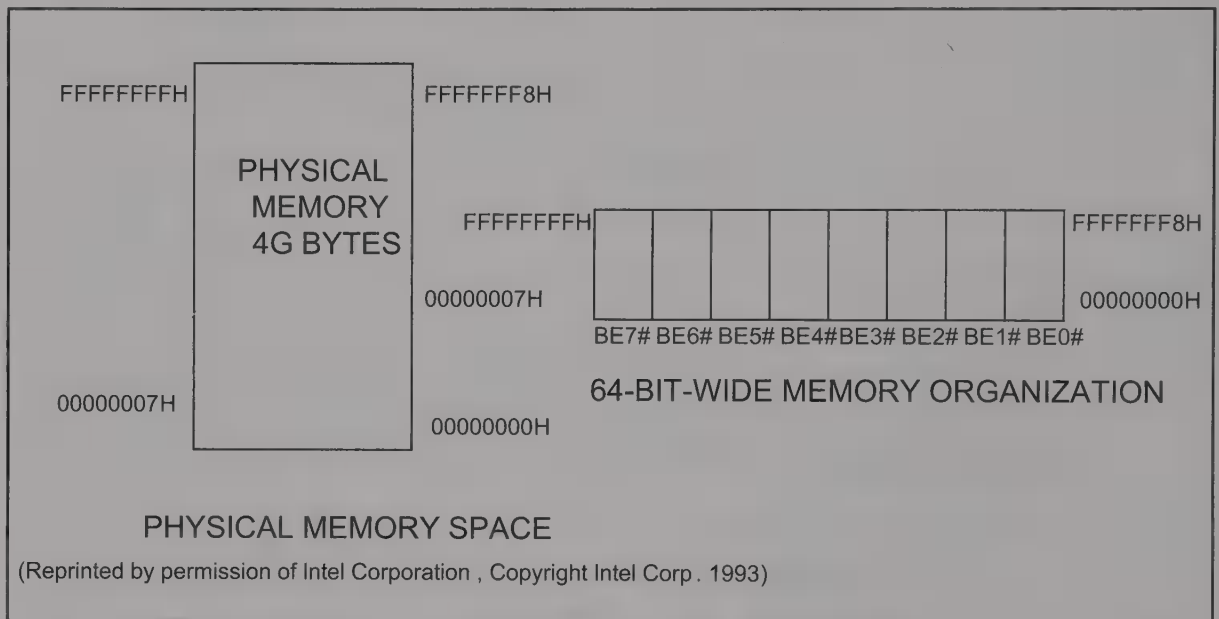 FFFFFFFFH
FFFFFFF8H
PHYSICAL
MEMORY
4G BYTES
FFFFFFFFH
FFFFFFF8H
00000007H
00000000H
BE7# BE6# BE5# BE4#BE3# BE2# BE1# BE0#
64-BIT-WIDE MEMORY ORGANIZATION
00000007H
00000000H
PHYSICAL MEMORY SPACE
(Reprinted by permission of Intel Corporation , Copyright Intel Corp. 1993)